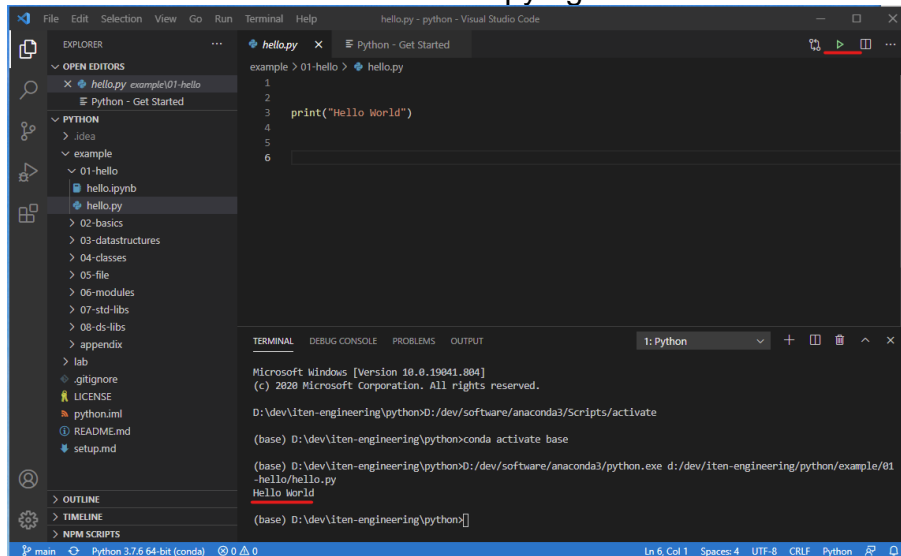 File Edit Selection View Go Run Terminal Help hello.py - python - Visual Studio Code
EXPLORER ...
OPEN EDITORS
hello.py example\01-hello
Python - Get Started
PYTHON
.idea
example
01-hello
hello.ipynb
hello.py
02-basics
03-datastructures
04-classes
05-file
06-modules
07-std-libs
08-ds-libs
appendix
lab
.gitignore
LICENSE
python.iml
README.md
setup.md
OUTLINE
TIMELINE
NPM SCRIPTS
hello.py Python - Get Started
example > 01-hello > hello.py
1
2
3 print("Hello World")
4
5
6
TERMINAL DEBUG CONSOLE PROBLEMS OUTPUT 1: Python
Microsoft Windows [Version 10.0.19041.804]
(c) 2020 Microsoft Corporation. All rights reserved.
D:\dev\iten-engineering\python>D:/dev/software/anaconda3/Scripts/activate
(base) D:\dev\iten-engineering\python>conda activate base
(base) D:\dev\iten-engineering\python>D:/dev/software/anaconda3/python.exe d:/dev/iten-engineering/python/example/01
-hello/hello.py
Hello World
(base) D:\dev\iten-engineering\python>
main Python 3.7.6 64-bit (conda) 0 0 Ln 6, Col 1 Spaces: 4 UTF-8 CRLF Python